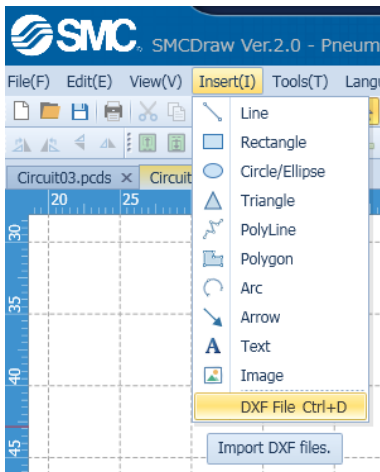 SMC. SMCDraw Ver.2.0 - Pneum
File(F) Edit(E) View(V) Insert(I) Tools(T) Langu
Line
Rectangle
Circuit03.pcds × Circuit
Circle/Ellipse
20 25
Triangle
30
PolyLine
Polygon
Arc
35
Arrow
A Text
40
Image
DXF File Ctrl+D
45
Import DXF files.